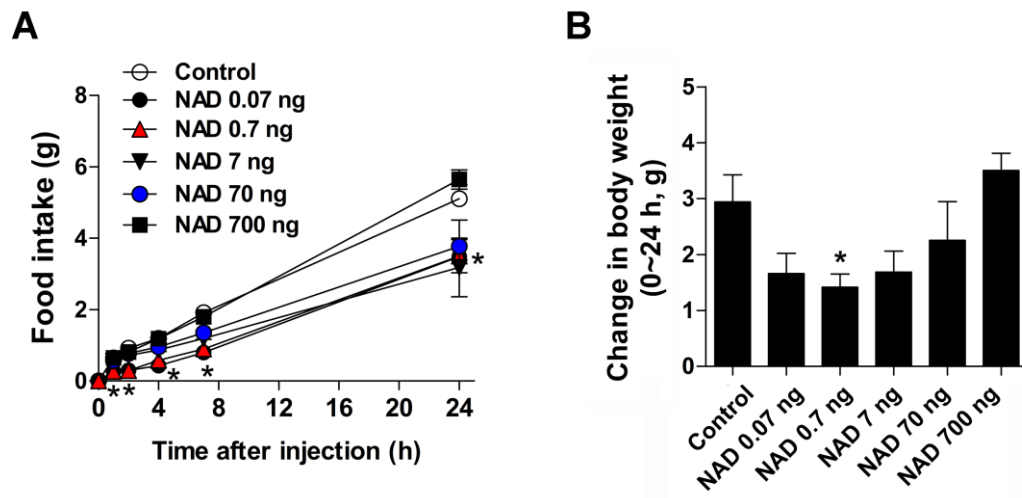 A
Control
NAD 0.07 ng
NAD 0.7 ng
NAD 7 ng
NAD 70 ng
NAD 700 ng
Food intake (g)
8
6
4
2
0
*
* *
*
*
0 4 8 12 16 20 24
Time after injection (h)
B
Change in body weight
(0~24 h, g)
5
4
3
2
1
0
*
Control
NAD 0.07 ng
NAD 0.7 ng
NAD 7 ng
NAD 70 ng
NAD 700 ng